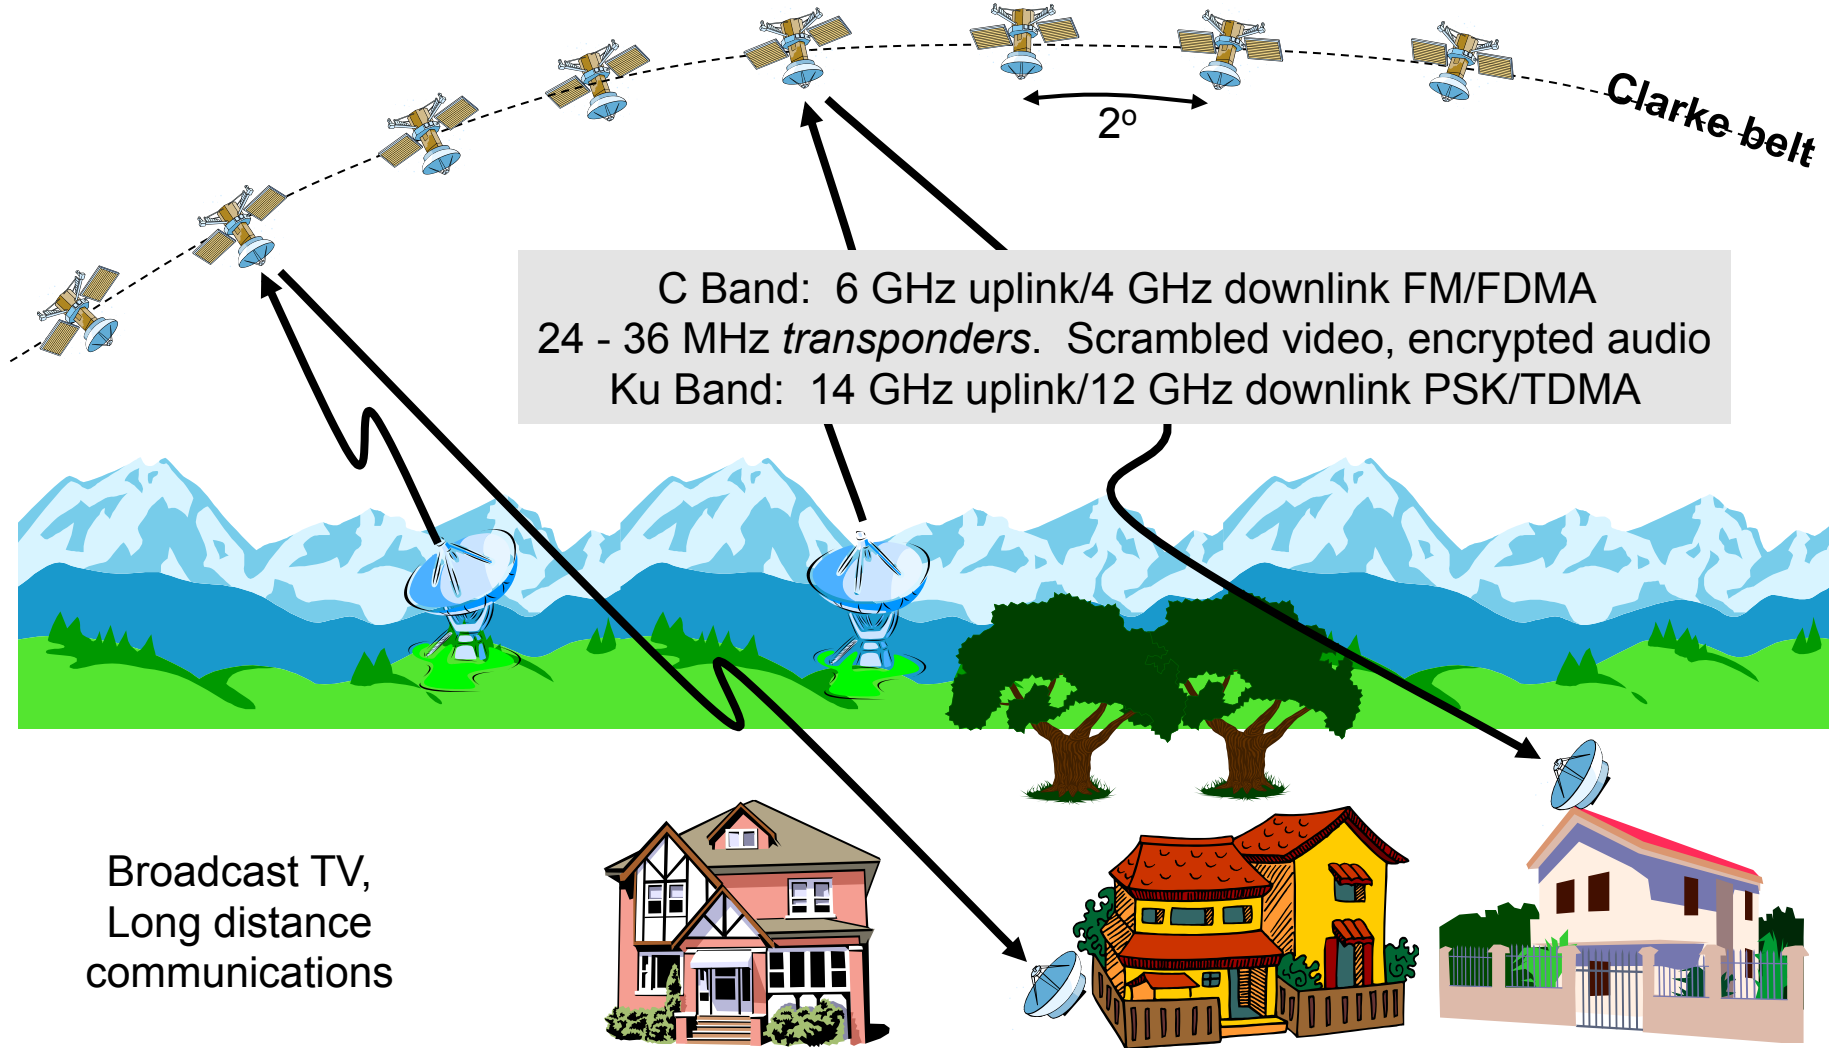 Clarke belt
2º
C Band: 6 GHz uplink/4 GHz downlink FM/FDMA
24 - 36 MHz transponders. Scrambled video, encrypted audio
Ku Band: 14 GHz uplink/12 GHz downlink PSK/TDMA
Broadcast TV,
Long distance
communications